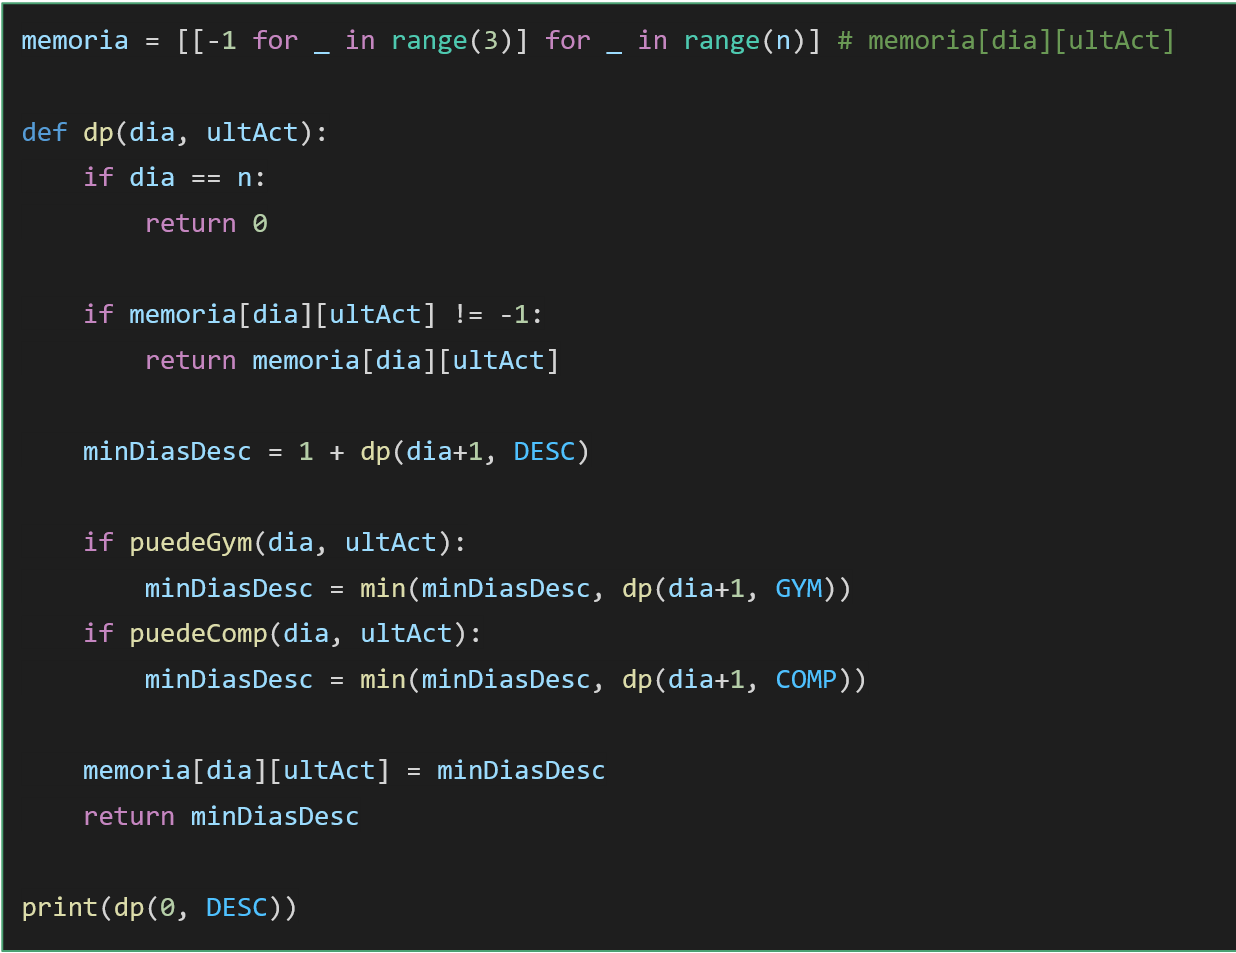 memoria = [[-1 for _ in range(3)] for _ in range(n)] # memoria[dia][ultAct]
def dp(dia, ultAct):
    if dia == n:
        return 0
    if memoria[dia][ultAct] != -1:
        return memoria[dia][ultAct]
    minDiasDesc = 1 + dp(dia+1, DESC)
    if puedeGym(dia, ultAct):
        minDiasDesc = min(minDiasDesc, dp(dia+1, GYM))
    if puedeComp(dia, ultAct):
        minDiasDesc = min(minDiasDesc, dp(dia+1, COMP))
    memoria[dia][ultAct] = minDiasDesc
    return minDiasDesc
print(dp(0, DESC))